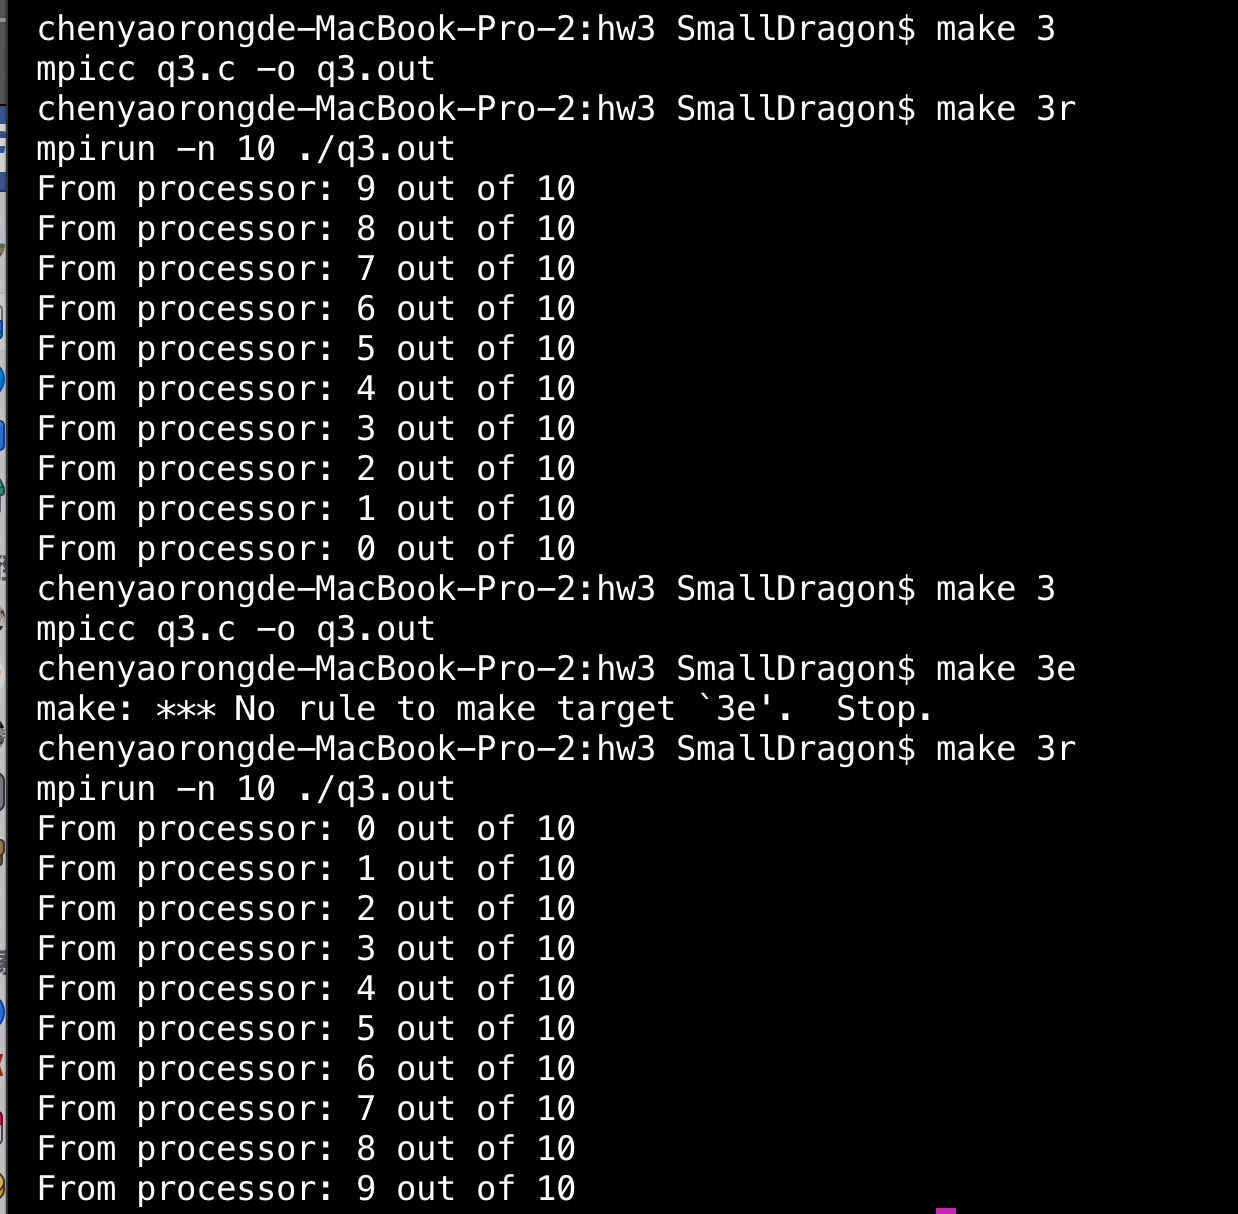 chenyaorongde-MacBook-Pro-2:hw3 SmallDragon$ make 3
mpicc q3.c -o q3.out
chenyaorongde-MacBook-Pro-2:hw3 SmallDragon$ make 3r
mpirun -n 10 ./q3.out
From processor: 9 out of 10
From processor: 8 out of 10
From processor: 7 out of 10
From processor: 6 out of 10
From processor: 5 out of 10
From processor: 4 out of 10
From processor: 3 out of 10
From processor: 2 out of 10
From processor: 1 out of 10
From processor: 0 out of 10
chenyaorongde-MacBook-Pro-2:hw3 SmallDragon$ make 3
mpicc q3.c -o q3.out
chenyaorongde-MacBook-Pro-2:hw3 SmallDragon$ make 3e
make: *** No rule to make target `3e'.  Stop.
chenyaorongde-MacBook-Pro-2:hw3 SmallDragon$ make 3r
mpirun -n 10 ./q3.out
From processor: 0 out of 10
From processor: 1 out of 10
From processor: 2 out of 10
From processor: 3 out of 10
From processor: 4 out of 10
From processor: 5 out of 10
From processor: 6 out of 10
From processor: 7 out of 10
From processor: 8 out of 10
From processor: 9 out of 10